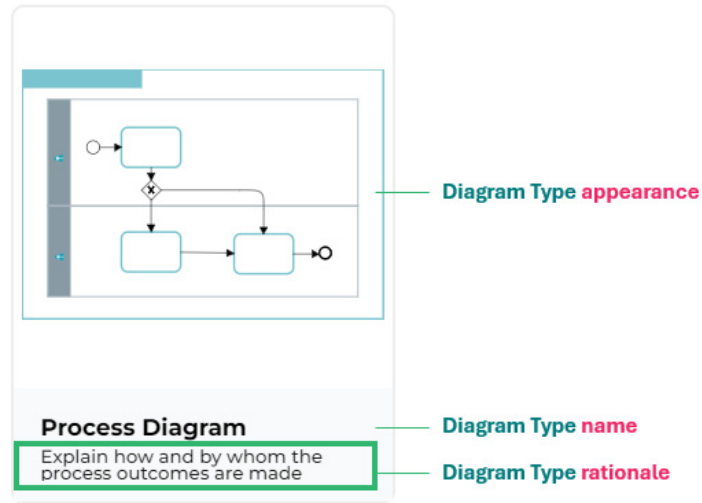 Diagram Type appearance
Process Diagram
Diagram Type name
Explain how and by whom the
process outcomes are made
Diagram Type rationale